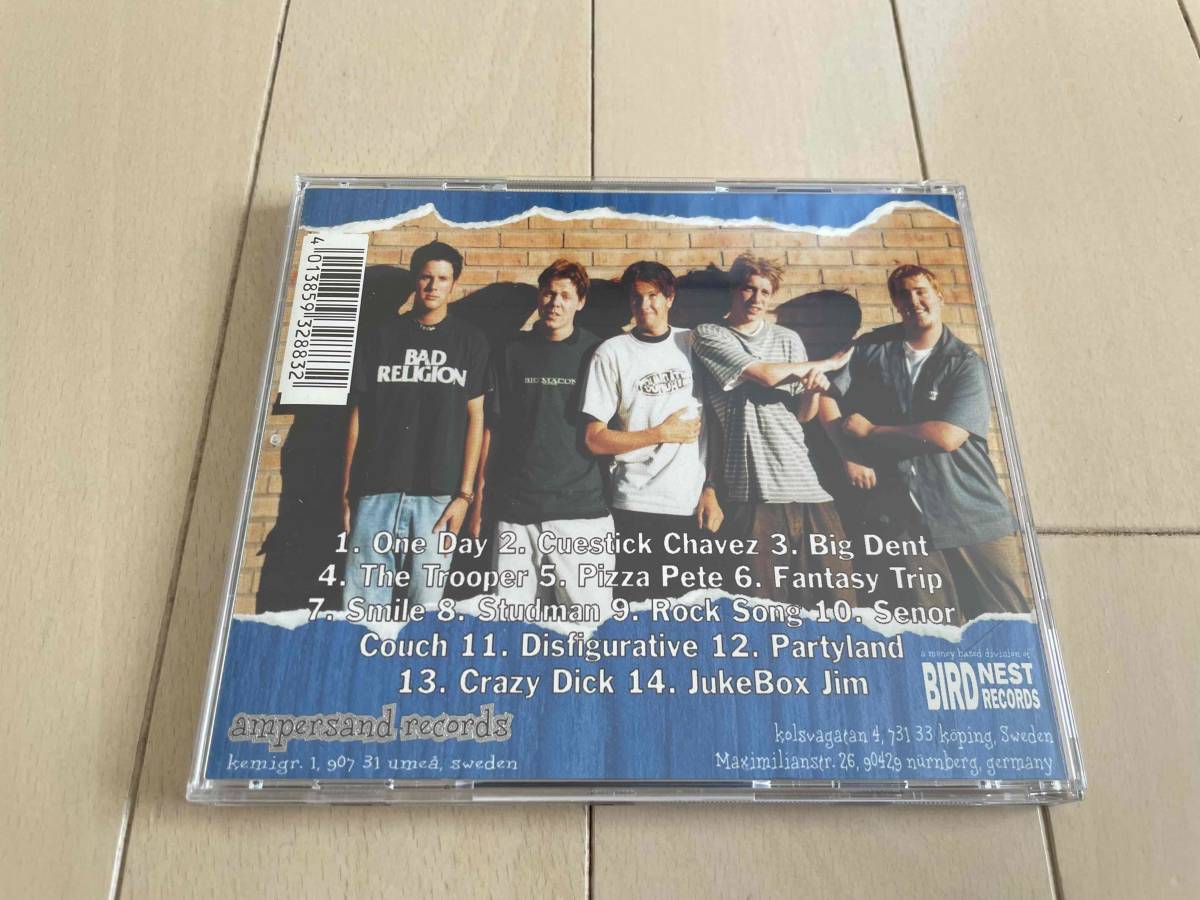 4 013859 328832
BAD
RELIGION
1. One Day 2. Cuestick Chavez 3. Big Dent
4. The Trooper 5. Pizza Pete 6. Fantasy Trip
7. Smile 8. Studman 9. Rock Song 10. Senor
Couch 11. Disfigurative 12. Partyland
13. Crazy Dick 14. JukeBox Jim
a money based division of
BIRD NEST
RECORDS
ampersand records
kemigr. 1, 907 31 umeå, sweden
kolsvagatan 4, 731 33 köping, Sweden
Maximilianstr. 26, 90429 nürnberg, germany